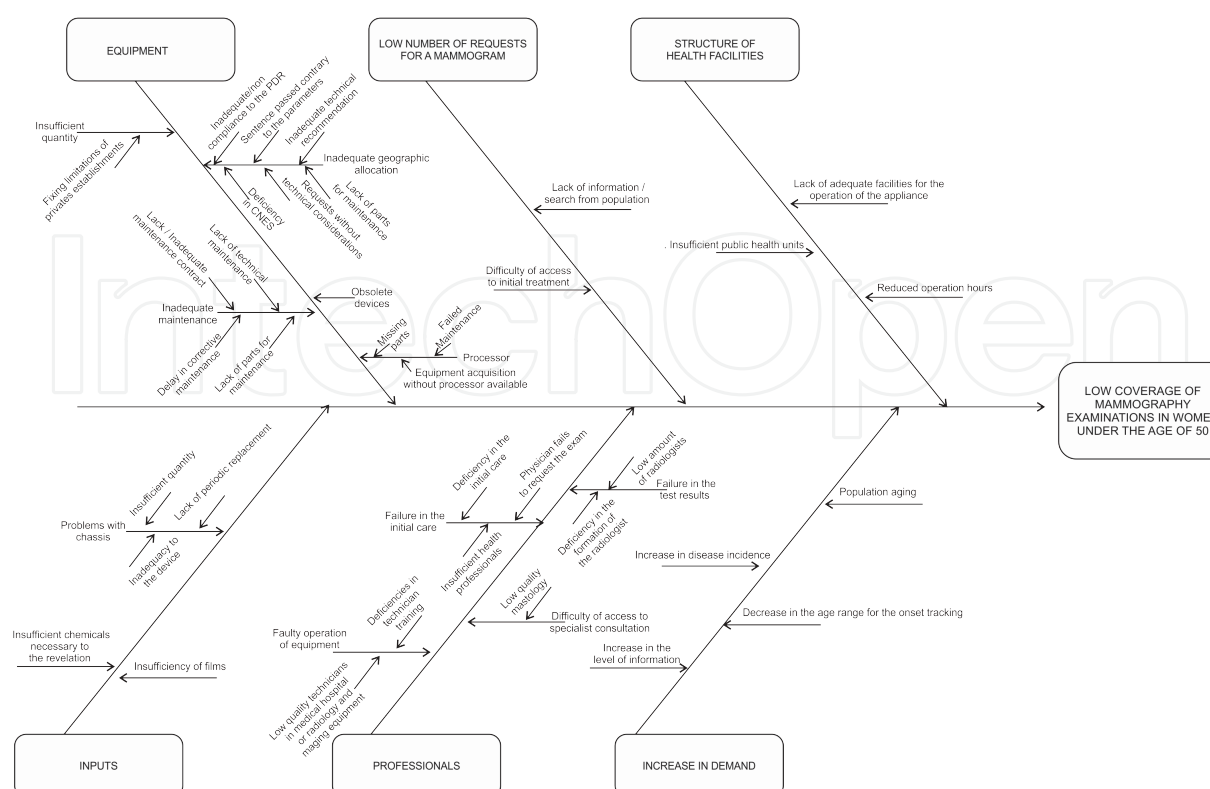 EQUIPMENT
LOW NUMBER OF REQUESTS
FOR A MAMMOGRAM
STRUCTURE OF
HEALTH FACILITIES
Insufficient
quantity
Fixing limitations of
privates establishments
Inadequate/non
compliance to the PDR
Sentence passed contrary
to the parameters
Inadequate technical
recommendation
Inadequate geographic
allocation
Deficiency
in CNES
Requests without
technical considerations
Lack of parts
for maintenance
Lack / Inadequate
maintenance contract
Lack of technical
maintenance
Inadequate
maintenance
Delay in corrective
maintenance
Lack of parts for
maintenance
Obsolete
devices
Missing
parts
Failed
Maintenance
Processor
Equipment acquisition
without processor available
Lack of information /
search from population
Difficulty of access
to initial treatment
Lack of adequate facilities for the
operation of the appliance
. Insufficient public health units
Reduced operation hours
IntechOpen
LOW COVERAGE OF
MAMMOGRAPHY
EXAMINATIONS IN WOME
UNDER THE AGE OF 50
Insufficient quantity
Lack of periodic replacement
Problems with
chassis
Inadequacy to
the device
Insufficient chemicals
necessary to
the revelation
Insufficiency of films
Deficiency in the
initial care
Physician fails
to request the exam
Failure in the
initial care
Insufficient health
professionals
Low amount
of radiologists
Failure in the
test results
Deficiency in the
formation of
the radiologist
Low quality
mastology
Difficulty of access to
specialist consultation
Deficiencies in
technician
training
Faulty operation
of equipment
Low quality technicians
in medical hospital
or radiology and
maging equipment
Population aging
Increase in disease incidence
Decrease in the age range for the onset tracking
Increase in the
level of information
INPUTS
PROFESSIONALS
INCREASE IN DEMAND